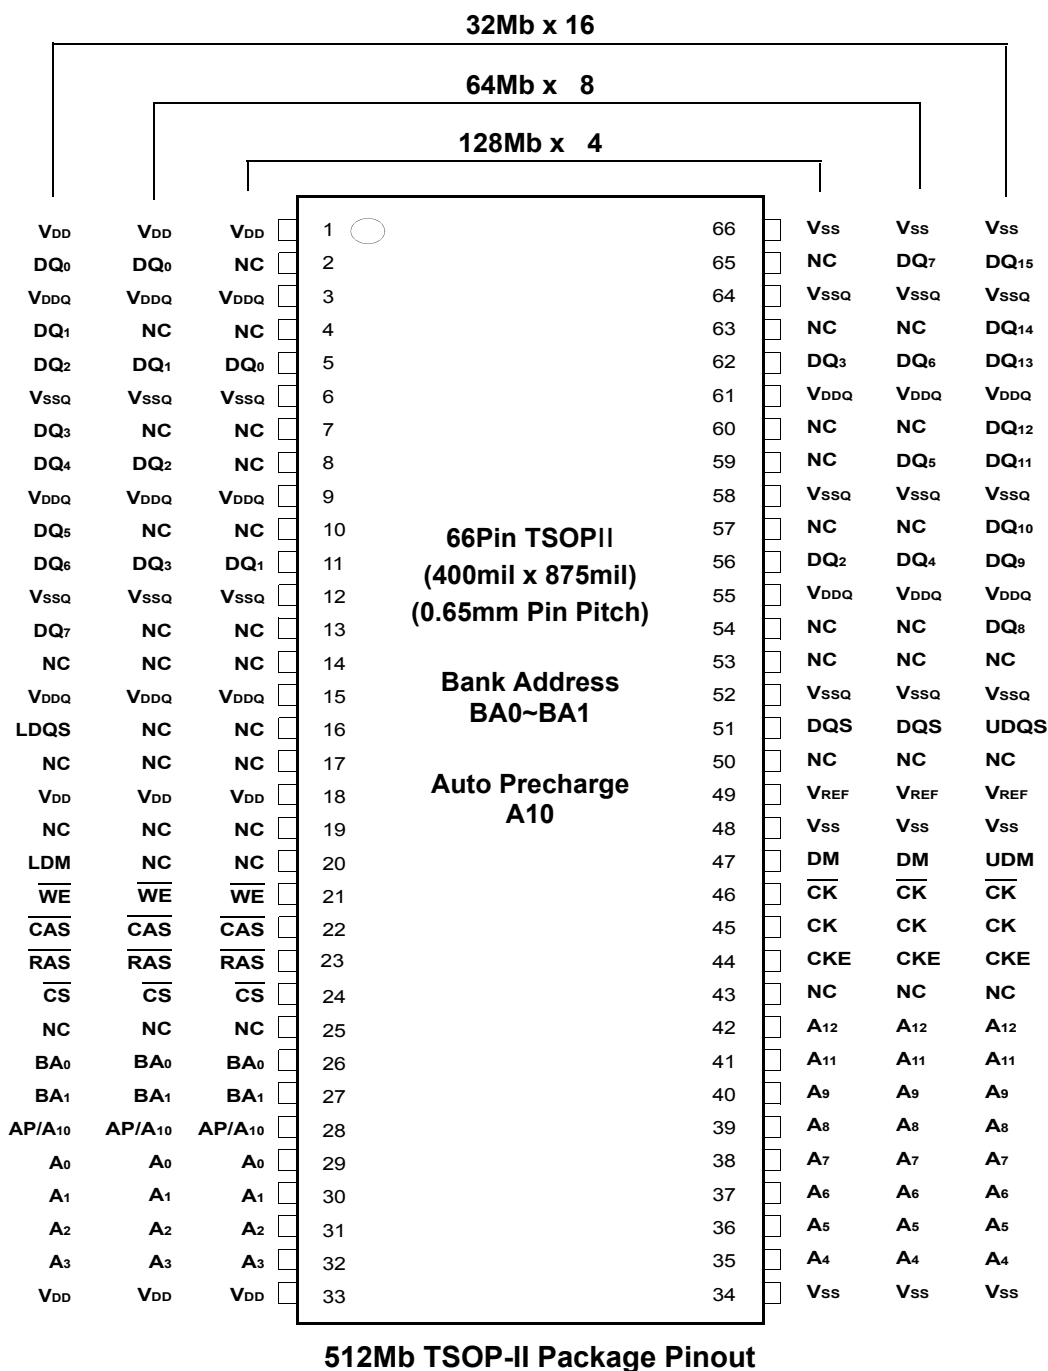 32Mb x 16
64Mb x 8
128Mb x 4
VDD VDD VDD 1 66 VSS VSS VSS
DQ0 DQ0 NC 2 65 NC DQ7 DQ15
VDDQ VDDQ VDDQ 3 64 VSSQ VSSQ VSSQ
DQ1 NC NC 4 63 NC NC DQ14
DQ2 DQ1 DQ0 5 62 DQ3 DQ6 DQ13
VSSQ VSSQ VSSQ 6 61 VDDQ VDDQ VDDQ
DQ3 NC NC 7 60 NC NC DQ12
DQ4 DQ2 NC 8 59 NC DQ5 DQ11
VDDQ VDDQ VDDQ 9 58 VSSQ VSSQ VSSQ
DQ5 NC NC 10 57 NC NC DQ10
DQ6 DQ3 DQ1 11 56 DQ2 DQ4 DQ9
VSSQ VSSQ VSSQ 12 55 VDDQ VDDQ VDDQ
DQ7 NC NC 13 54 NC NC DQ8
NC NC NC 14 53 NC NC NC
VDDQ VDDQ VDDQ 15 52 VSSQ VSSQ VSSQ
LDQS NC NC 16 51 DQS DQS UDQS
NC NC NC 17 50 NC NC NC
VDD VDD VDD 18 49 VREF VREF VREF
NC NC NC 19 48 VSS VSS VSS
LDM NC NC 20 47 DM DM UDM
WE WE WE 21 46 CK CK CK
CAS CAS CAS 22 45 CK CK CK
RAS RAS RAS 23 44 CKE CKE CKE
CS CS CS 24 43 NC NC NC
NC NC NC 25 42 A12 A12 A12
BA0 BA0 BA0 26 41 A11 A11 A11
BA1 BA1 BA1 27 40 A9 A9 A9
AP/A10 AP/A10 AP/A10 28 39 A8 A8 A8
A0 A0 A0 29 38 A7 A7 A7
A1 A1 A1 30 37 A6 A6 A6
A2 A2 A2 31 36 A5 A5 A5
A3 A3 A3 32 35 A4 A4 A4
VDD VDD VDD 33 34 VSS VSS VSS
66Pin TSOPII
(400mil x 875mil)
(0.65mm Pin Pitch)
Bank Address
BA0~BA1
Auto Precharge
A10
512Mb TSOP-II Package Pinout